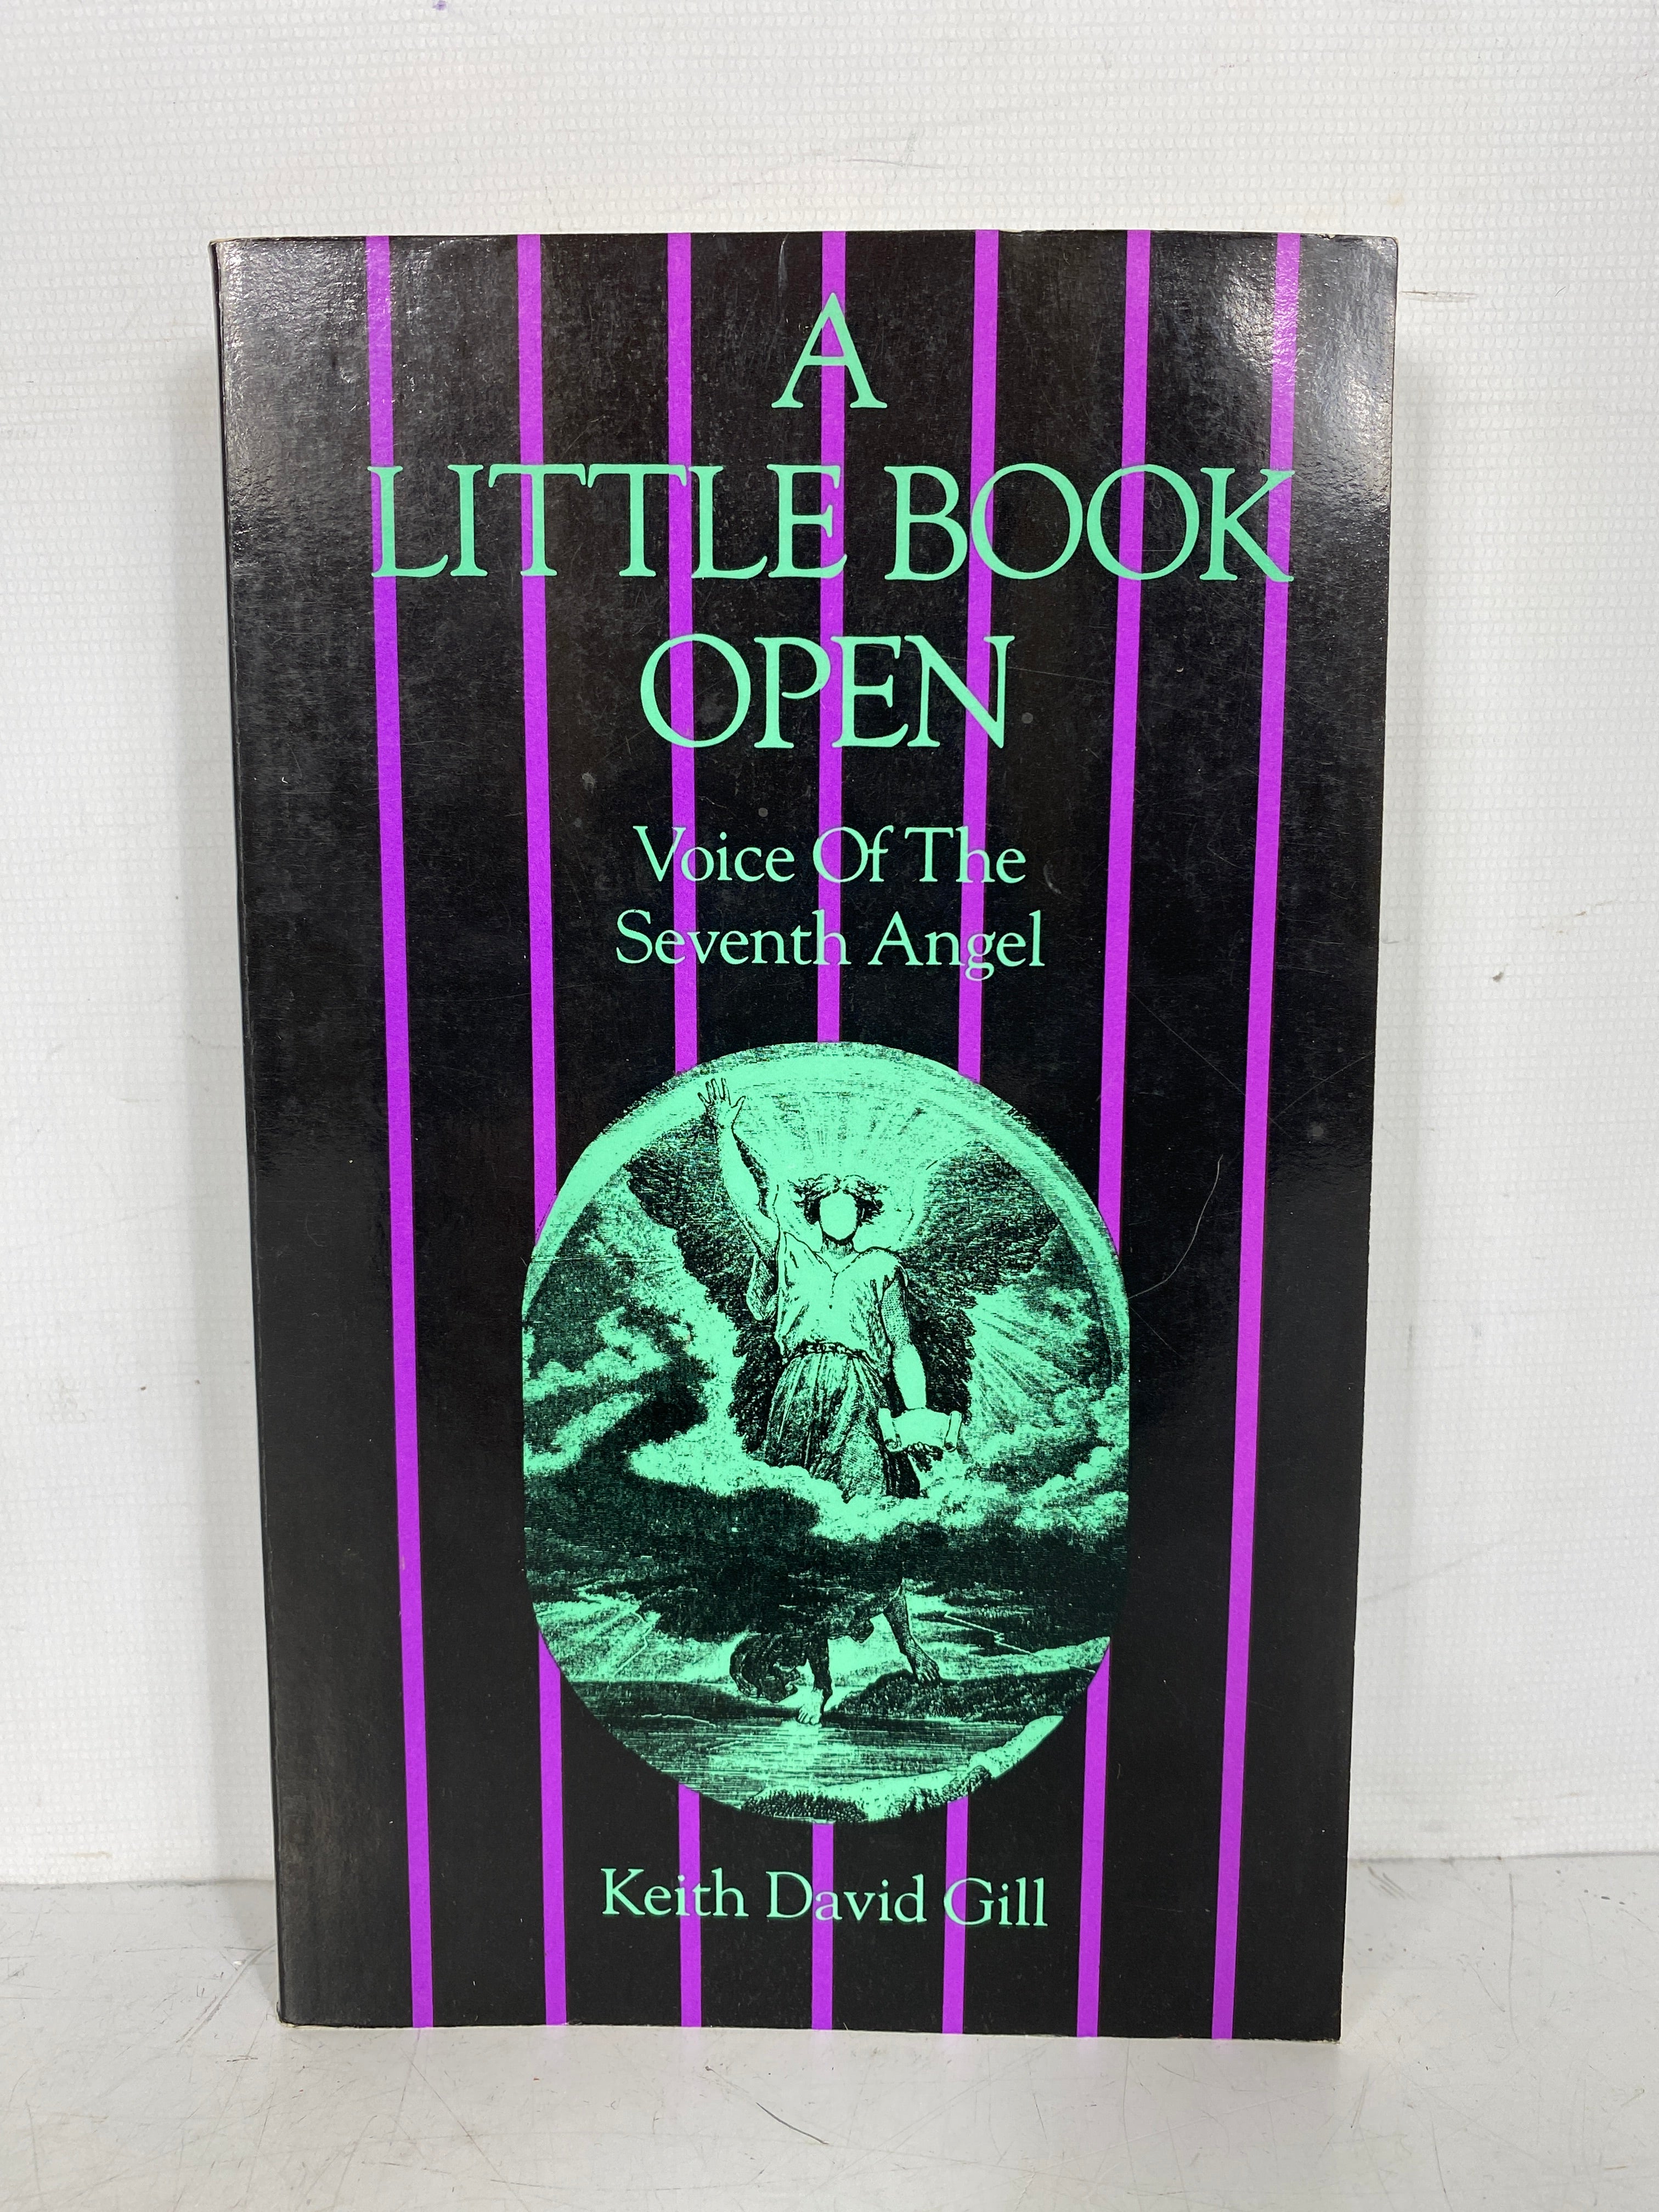 A
LITTLE BOOK
OPEN
Voice Of The
Seventh Angel
Keith David Gill